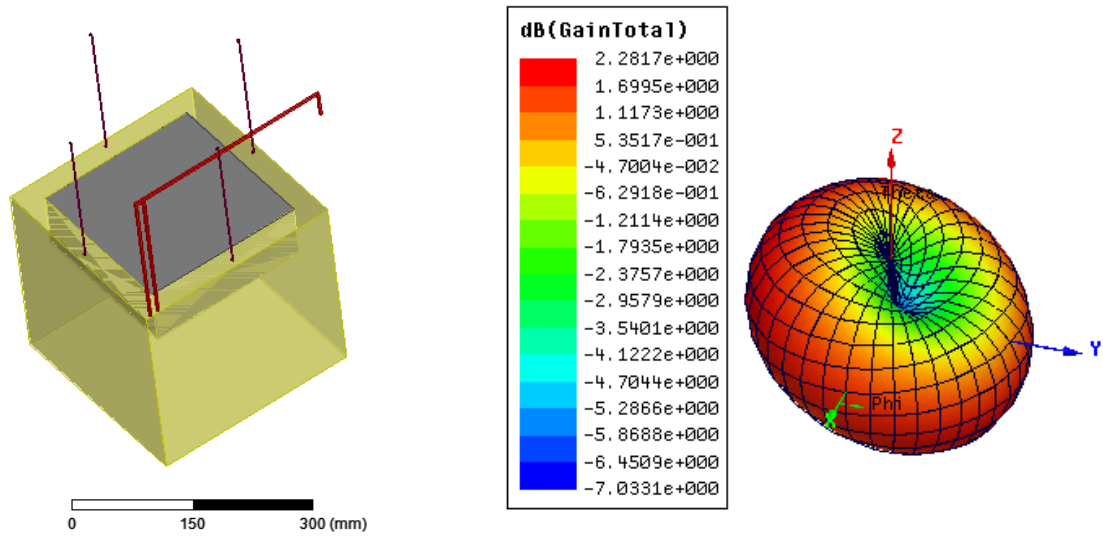 dB(GainTotal)
2.2817e+000
1.6995e+000
1.1173e+000
5.3517e-001
-4.7004e-002
-6.2918e-001
-1.2114e+000
-1.7935e+000
-2.3757e+000
-2.9579e+000
-3.5401e+000
-4.1222e+000
-4.7044e+000
-5.2866e+000
-5.8688e+000
-6.4509e+000
-7.0331e+000
Z
Theta
Y
Phi
X
0 150 300 (mm)